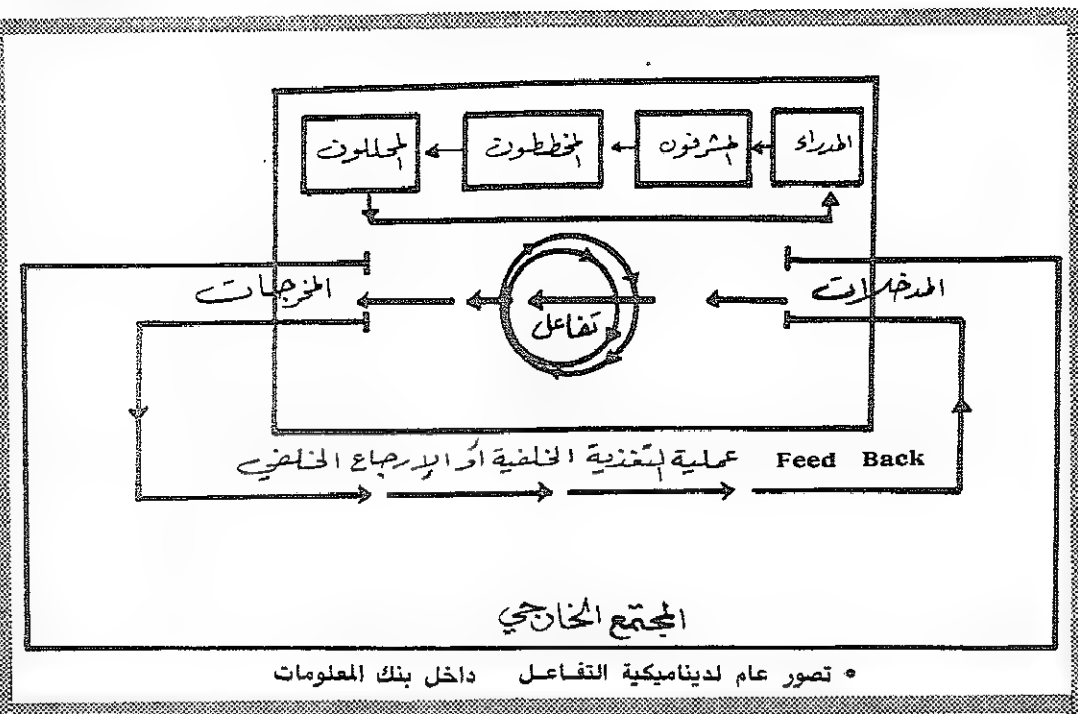 المدراء المشرفون المخططون المحللون
المدخلات المخرجات
تفاعل
Feed Back عملية التغذية الخلفية أو الإرجاع الخلفي
المجتمع الخارجي
• تصور عام لديناميكية التفاعل داخل بنك المعلومات